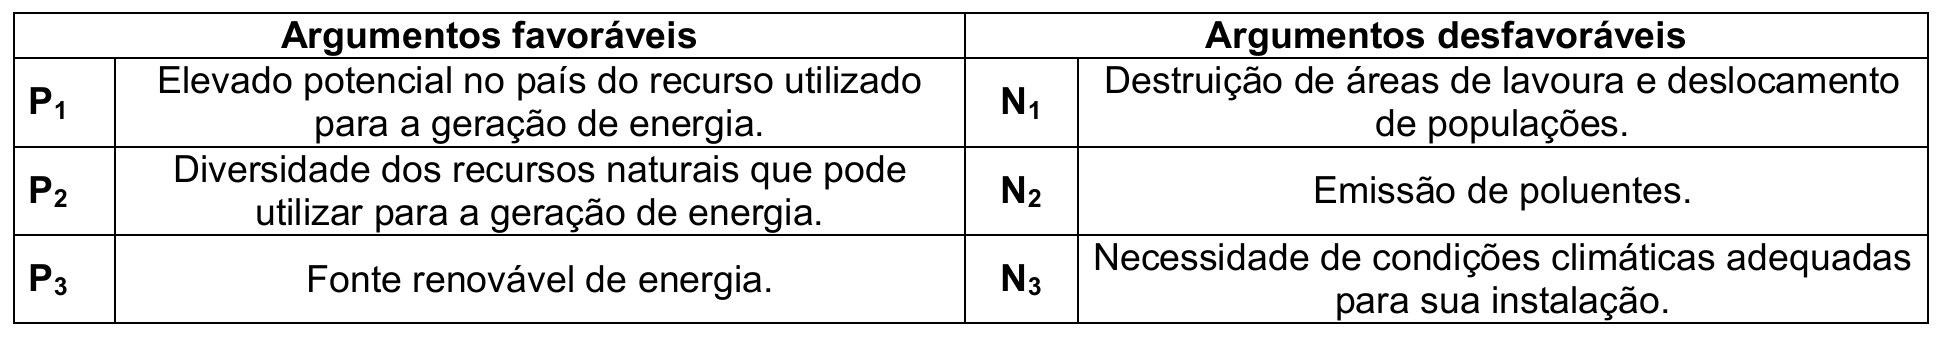 Argumentos favoráveis
Argumentos desfavoráveis
P1
Elevado potencial no país do recurso utilizado
para a geração de energia.
N1
Destruição de áreas de lavoura e deslocamento
de populações.
P2
Diversidade dos recursos naturais que pode
utilizar para a geração de energia.
N2
Emissão de poluentes.
P3
Fonte renovável de energia.
N3
Necessidade de condições climáticas adequadas
para sua instalação.